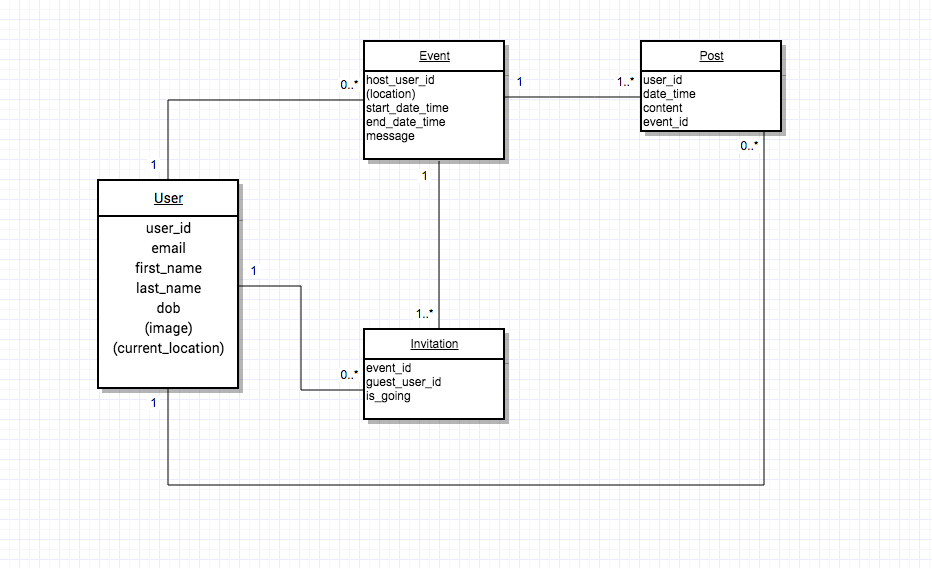 Event
host_user_id
(location)
start_date_time
end_date_time
message
Post
user_id
date_time
content
event_id
0..*
1
1..*
0..*
1
1
User
user_id
email
first_name
last_name
dob
(image)
(current_location)
1
1..*
Invitation
event_id
guest_user_id
is_going
0..*
1